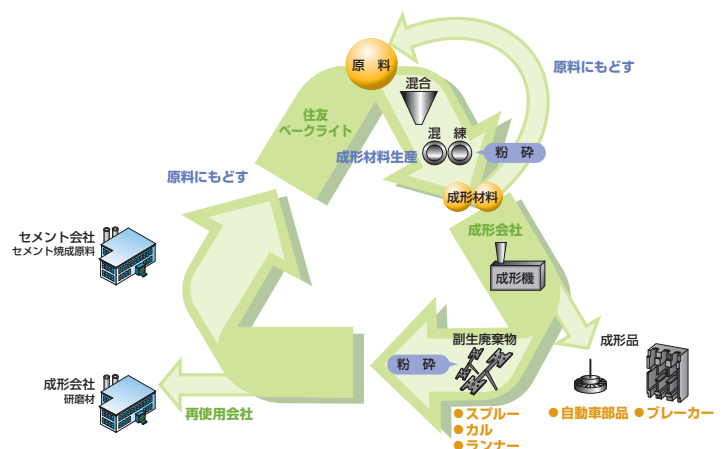 原　料
原料にもどす
混合
住友
ベークライト
混　練
成形材料生産
粉　砕
原料にもどす
成形材料
成形会社
セメント会社
セメント焼成原料
成形機
副生廃棄物
成形品
粉　砕
成形会社
研磨材
再使用会社
●スプルー
●カル
●ランナー
●自動車部品 ●ブレーカー